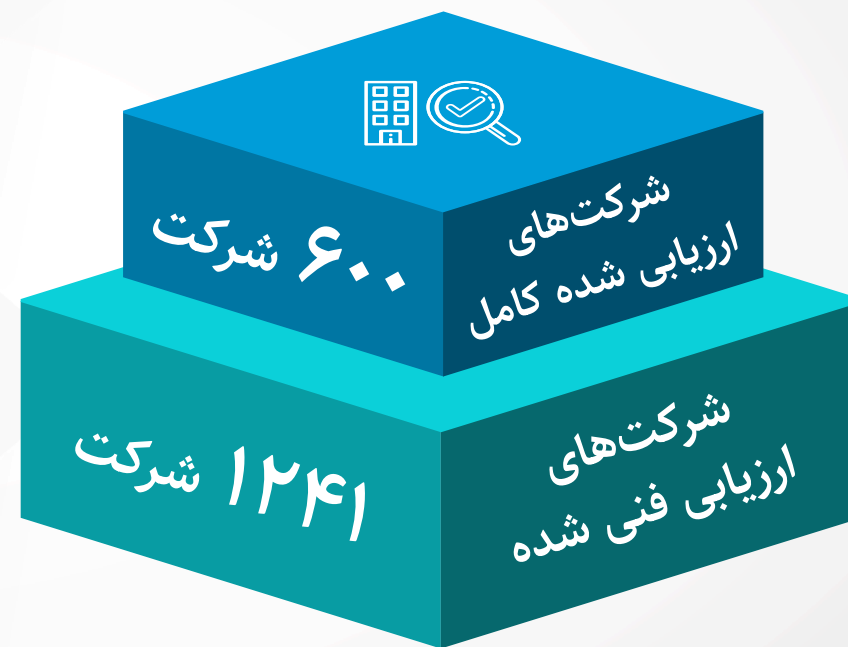 شرکت‌های
ارزیابی شده کامل
۶۰۰ شرکت
شرکت‌های
ارزیابی فنی شده
۱۲۴۱ شرکت